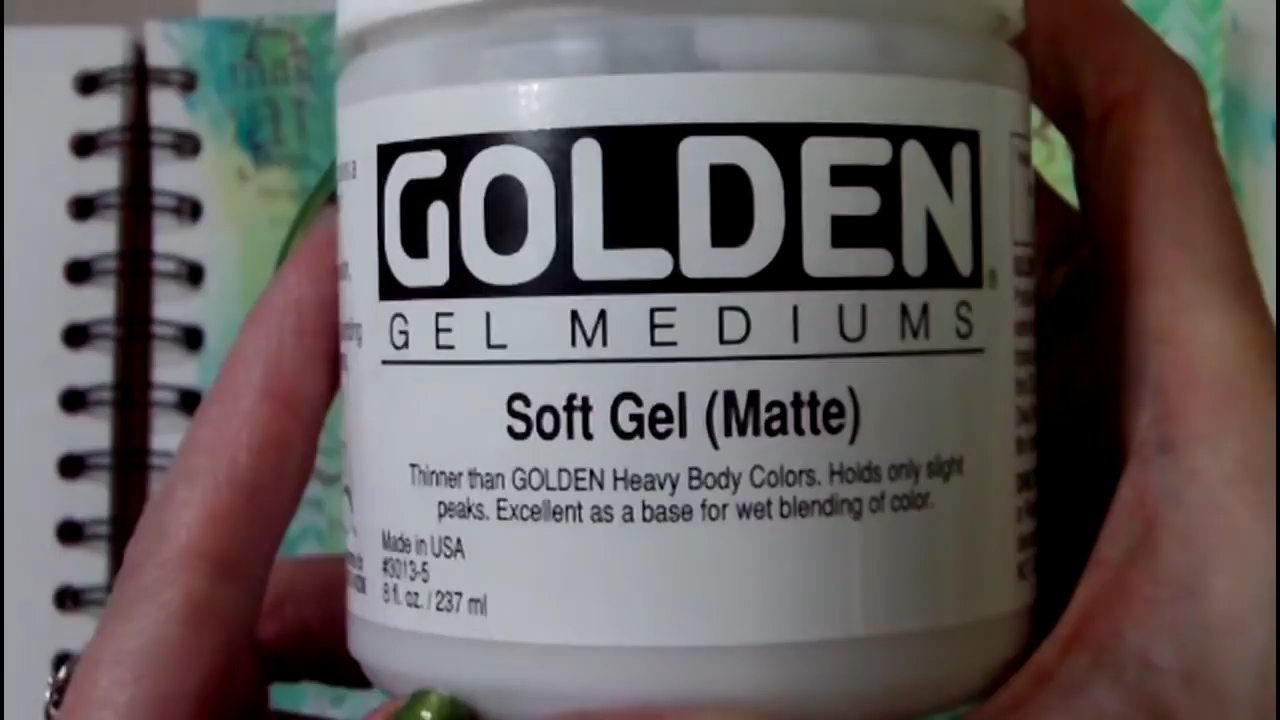 GOLDEN®
GEL MEDIUMS
Soft Gel (Matte)
Thinner than GOLDEN Heavy Body Colors. Holds only slight
peaks. Excellent as a base for wet blending of color.
Made in USA
#3013-5
8 fl. oz. / 237 ml